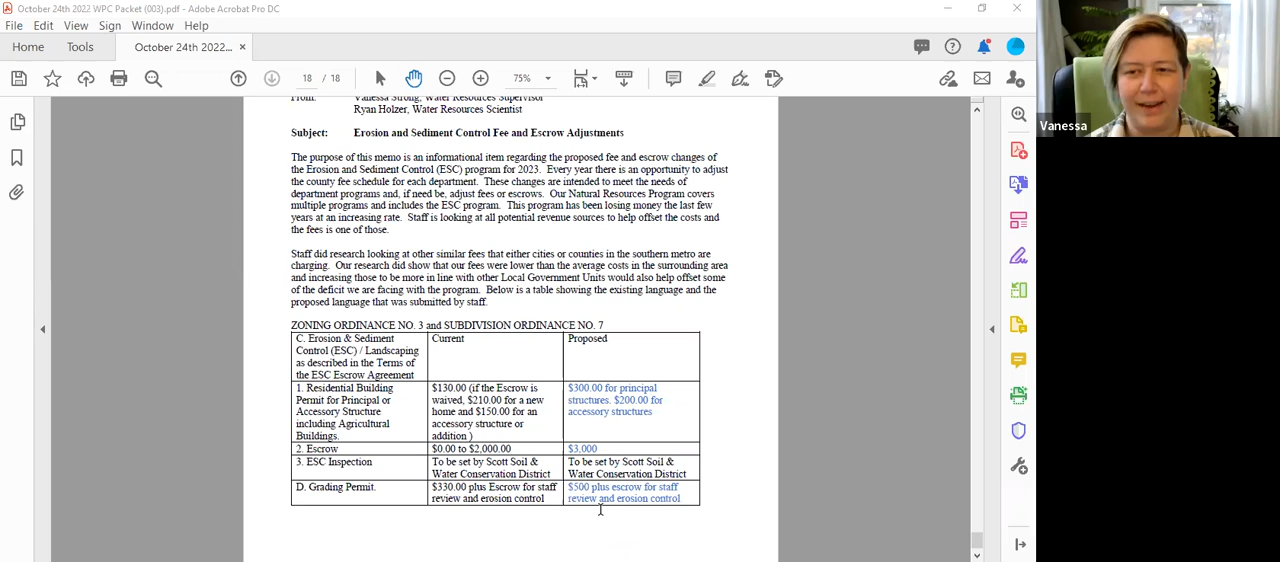 October 24th 2022 WPC Packet (003).pdf - Adobe Acrobat Pro DC
File Edit View Sign Window Help
Home Tools October 24th 2022... ×
18 / 18 75%
From: Vanessa Strong, Water Resources Supervisor
Ryan Holzer, Water Resources Scientist
Subject: Erosion and Sediment Control Fee and Escrow Adjustments
The purpose of this memo is an informational item regarding the proposed fee and escrow changes of
the Erosion and Sediment Control (ESC) program for 2023. Every year there is an opportunity to adjust
the county fee schedule for each department. These changes are intended to meet the needs of
department programs and, if need be, adjust fees or escrows. Our Natural Resources Program covers
multiple programs and includes the ESC program. This program has been losing money the last few
years at an increasing rate. Staff is looking at all potential revenue sources to help offset the costs and
the fees is one of those.
Staff did research looking at other similar fees that either cities or counties in the southern metro are
charging. Our research did show that our fees were lower than the average costs in the surrounding area
and increasing those to be more in line with other Local Government Units would also help offset some
of the deficit we are facing with the program. Below is a table showing the existing language and the
proposed language that was submitted by staff.
ZONING ORDINANCE NO. 3 and SUBDIVISION ORDINANCE NO. 7
C. Erosion & Sediment
Control (ESC) / Landscaping
as described in the Terms of
the ESC Escrow Agreement
Current
Proposed
1. Residential Building
Permit for Principal or
Accessory Structure
including Agricultural
Buildings.
$130.00 (if the Escrow is
waived, $210.00 for a new
home and $150.00 for an
accessory structure or
addition )
$300.00 for principal
structures. $200.00 for
accessory structures
2. Escrow
$0.00 to $2,000.00
$3,000
3. ESC Inspection
To be set by Scott Soil &
Water Conservation District
To be set by Scott Soil &
Water Conservation District
D. Grading Permit.
$330.00 plus Escrow for staff
review and erosion control
$500 plus escrow for staff
review and erosion control
Vanessa